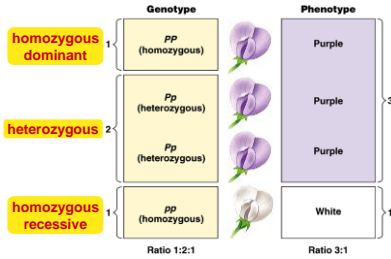 Genotype
Phenotype
homozygous
dominant
1
PP
(homozygous)
Purple
heterozygous
2
Pp
(heterozygous)
Purple
3
Pp
(heterozygous)
Purple
homozygous
recessive
1
pp
(homozygous)
White
1
Ratio 1:2:1
Ratio 3:1